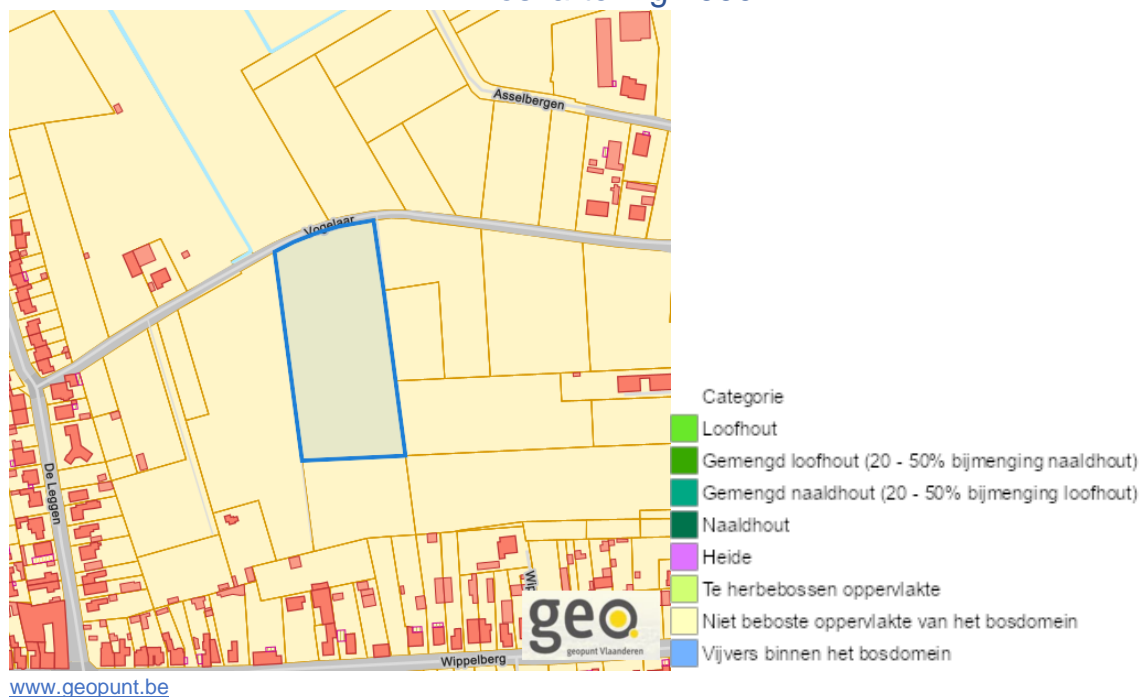 Asselbergen
Vogelaar
De Leggen
Wippelberg
geo.
geopunt Vlaanderen
Categorie
Loofhout
Gemengd loofhout (20 - 50% bijmenging naaldhout)
Gemengd naaldhout (20 - 50% bijmenging loofhout)
Naaldhout
Heide
Te herbebossen oppervlakte
Niet beboste oppervlakte van het bosdomein
Vijvers binnen het bosdomein
www.geopunt.be